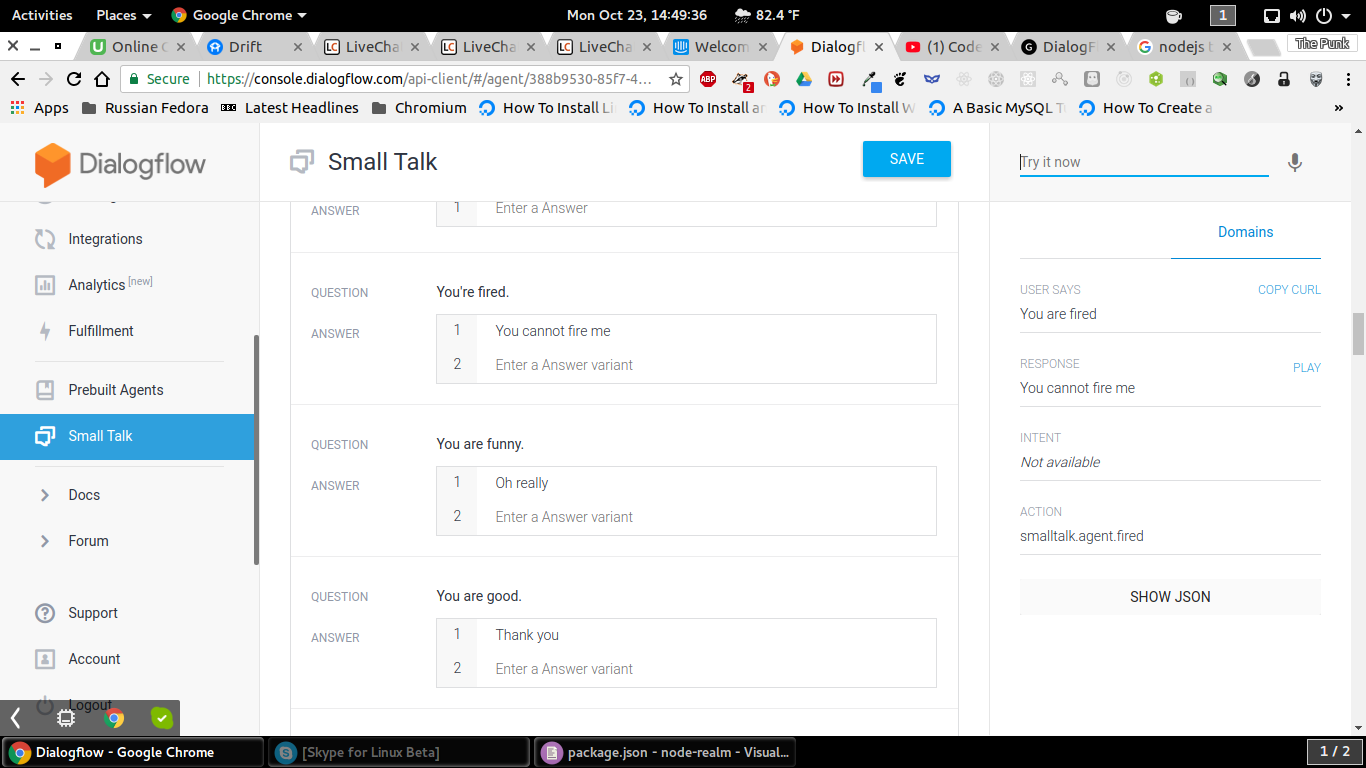 Activities Places Google Chrome Mon Oct 23, 14:49:36 82.4 °F 1
Online Drift LiveCha LiveCha LiveCha Welcom Dialogfl (1) Code DialogF nodejs The Punk
Secure https://console.dialogflow.com/api-client/#/agent/388b9530-85f7-4… ABP 2
Apps Russian Fedora BBC Latest Headlines Chromium How To Install Li How To Install an How To Install W A Basic MySQL T How To Create a »
Dialogflow
Small Talk
SAVE
Try it now
Integrations
Analytics [new]
Fulfillment
Prebuilt Agents
Small Talk
Docs
Forum
Support
Account
Logout
ANSWER 1 Enter a Answer
QUESTION You're fired.
ANSWER 1 You cannot fire me
2 Enter a Answer variant
QUESTION You are funny.
ANSWER 1 Oh really
2 Enter a Answer variant
QUESTION You are good.
ANSWER 1 Thank you
2 Enter a Answer variant
Domains
USER SAYS COPY CURL
You are fired
RESPONSE PLAY
You cannot fire me
INTENT
Not available
ACTION
smalltalk.agent.fired
SHOW JSON
Dialogflow - Google Chrome [Skype for Linux Beta] package.json - node-realm - Visual... 1 / 2